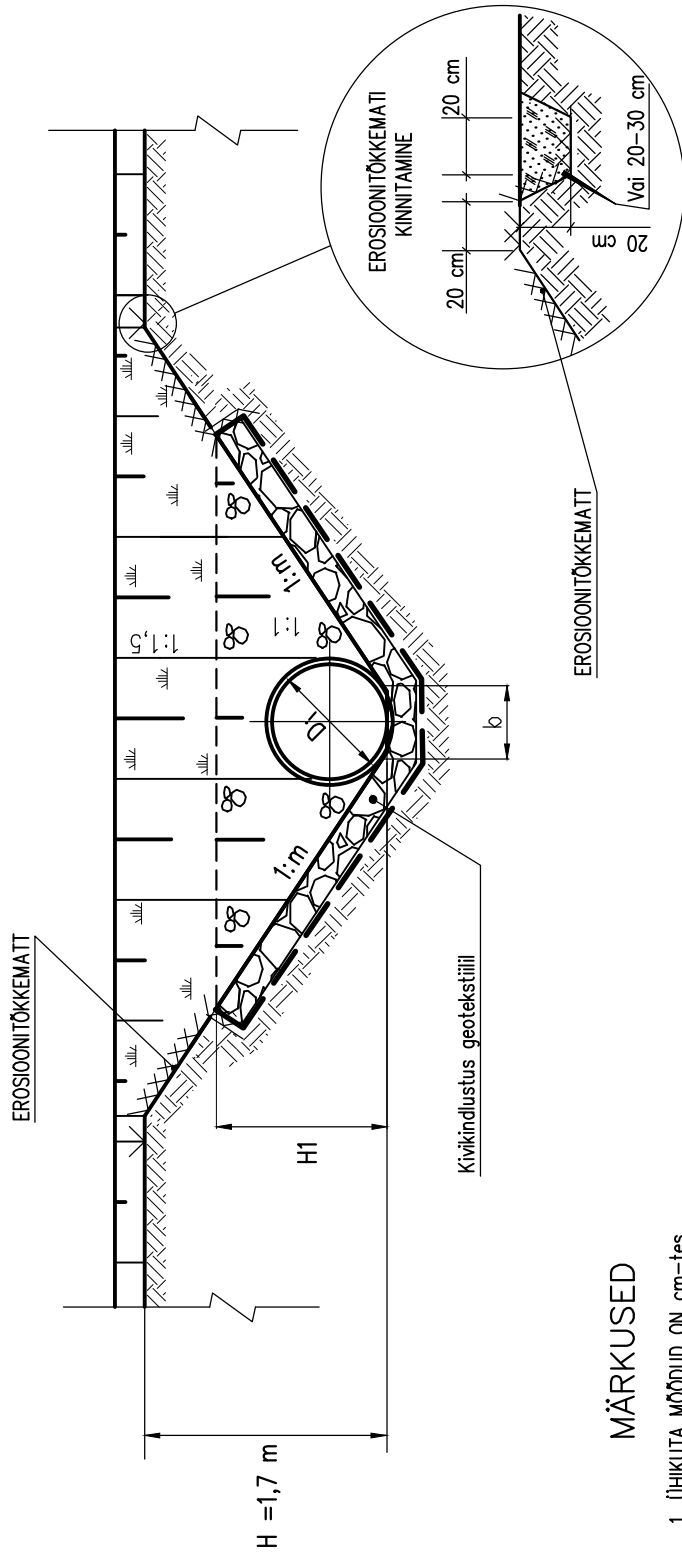 EROSIOONITÕKKEMATT
H =1,7 m
H1
1:m
1:m
1:1,5
1:1
Di
b
Kivikindlustus geotekstiilil
EROSIOONITÕKKEMATI
KINNITAMINE
20 cm
20 cm
20 cm
Vai 20-30 cm
EROSIOONITÕKKEMATT
MÄRKUSED
1. ÜHIKUTA MÕÕDUD ON cm-tes